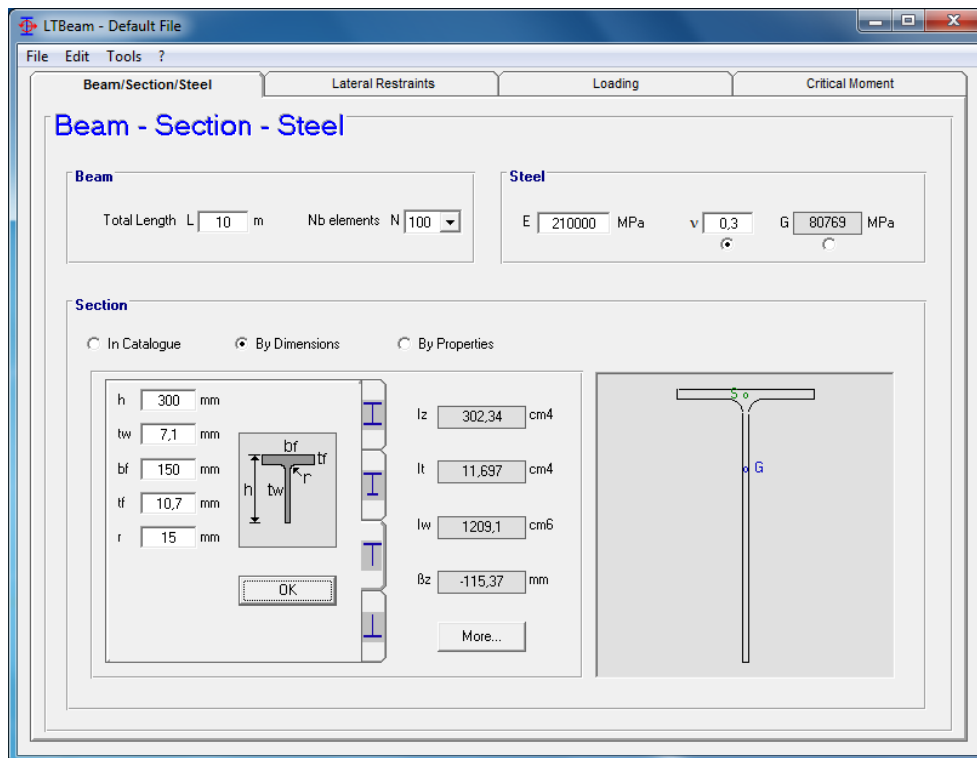 LTBeam - Default File
File Edit Tools ?
Beam/Section/Steel Lateral Restraints Loading Critical Moment
Beam - Section - Steel
Beam
Total Length L 10 m Nb elements N 100
Steel
E 210000 MPa ν 0,3 G 80769 MPa
Section
In Catalogue By Dimensions By Properties
h 300 mm
tw 7,1 mm
bf 150 mm
tf 10,7 mm
r 15 mm
bf
tf
r
h tw
OK
Iz 302,34 cm4
It 11,697 cm4
Iw 1209,1 cm6
ßz -115,37 mm
More...
S
G